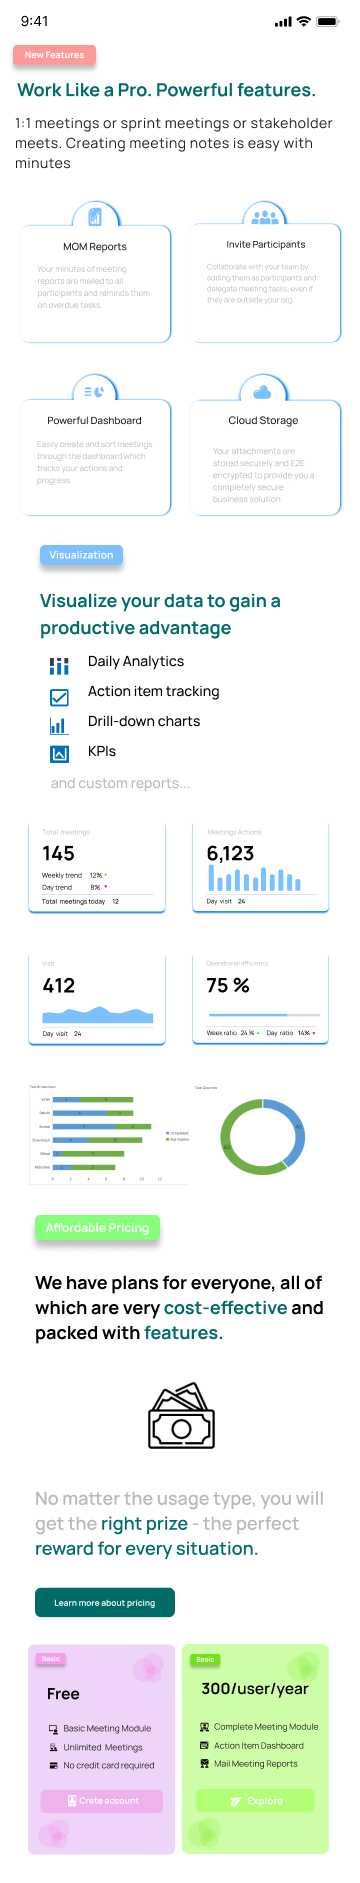 9:41
New Features
Work Like a Pro. Powerful features.
1:1 meetings or sprint meetings or stakeholder
meets. Creating meeting notes is easy with
minutes
MOM Reports
Your minutes of meeting
reports are mailed to all
participants and reminds them
on overdue tasks.
Invite Participants
Collaborate with your team by
adding them as participants and
delegate meeting tasks, even if
they are outside your org.
Powerful Dashboard
Easily create and sort meetings
through the dashboard which
tracks your actions and
progress.
Cloud Storage
Your attachments are
stored securely and E2E
encrypted to provide you a
completely secure
business solution.
Visualization
Visualize your data to gain a
productive advantage
Daily Analytics
Action item tracking
Drill-down charts
KPIs
and custom reports...
Total meetings
145
Weekly trend 12%
Day trend 8%
Total meetings today 12
Meetings Actions
6,123
Day visit 24
Visit
412
Day visit 24
Operational efficiency
75 %
Week ratio 24 %
Day ratio 14%
Completed
0 2 4 6 8 10 12
Affordable Pricing
We have plans for everyone, all of
which are very cost-effective and
packed with features.
No matter the usage type, you will
get the right prize - the perfect
reward for every situation.
Learn more about pricing
Basic
Free
Basic Meeting Module
Unlimited Meetings
No credit card required
Crete account
Basic
300/user/year
Complete Meeting Module
Action Item Dashboard
Mail Meeting Reports
Explore